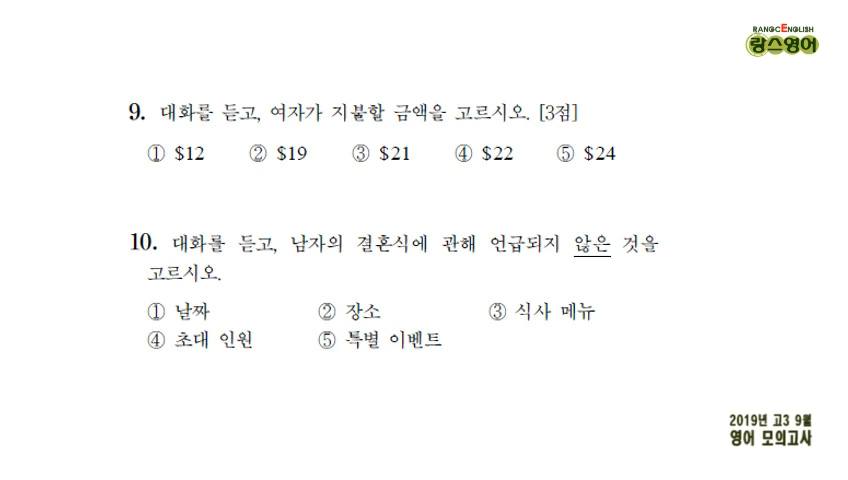 RANGCENGLISH
랑스영어
9. 대화를 듣고, 여자가 지불할 금액을 고르시오. [3점]
① $12 ② $19 ③ $21 ④ $22 ⑤ $24
10. 대화를 듣고, 남자의 결혼식에 관해 언급되지 않은 것을
고르시오.
① 날짜 ② 장소 ③ 식사 메뉴
④ 초대 인원 ⑤ 특별 이벤트
2019년 고3 9월
영어 모의고사